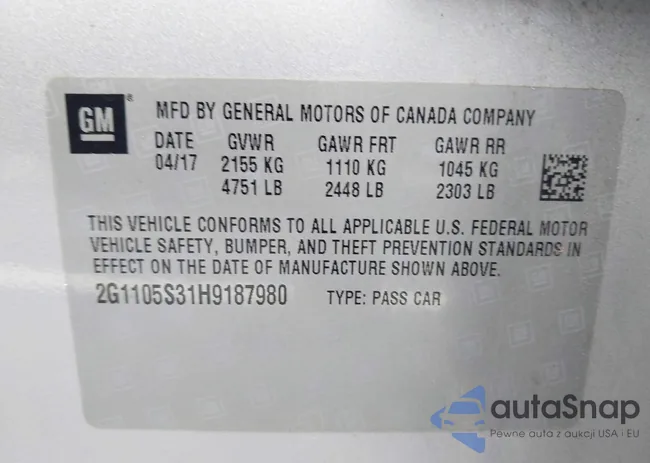 GM®
MFD BY GENERAL MOTORS OF CANADA COMPANY
DATE GVWR GAWR FRT GAWR RR
04/17 2155 KG 1110 KG 1045 KG
4751 LB 2448 LB 2303 LB
THIS VEHICLE CONFORMS TO ALL APPLICABLE U.S. FEDERAL MOTOR
VEHICLE SAFETY, BUMPER, AND THEFT PREVENTION STANDARDS IN
EFFECT ON THE DATE OF MANUFACTURE SHOWN ABOVE.
2G1105S31H9187980 TYPE: PASS CAR
autaSnap
Pewne auta z aukcji USA · EU